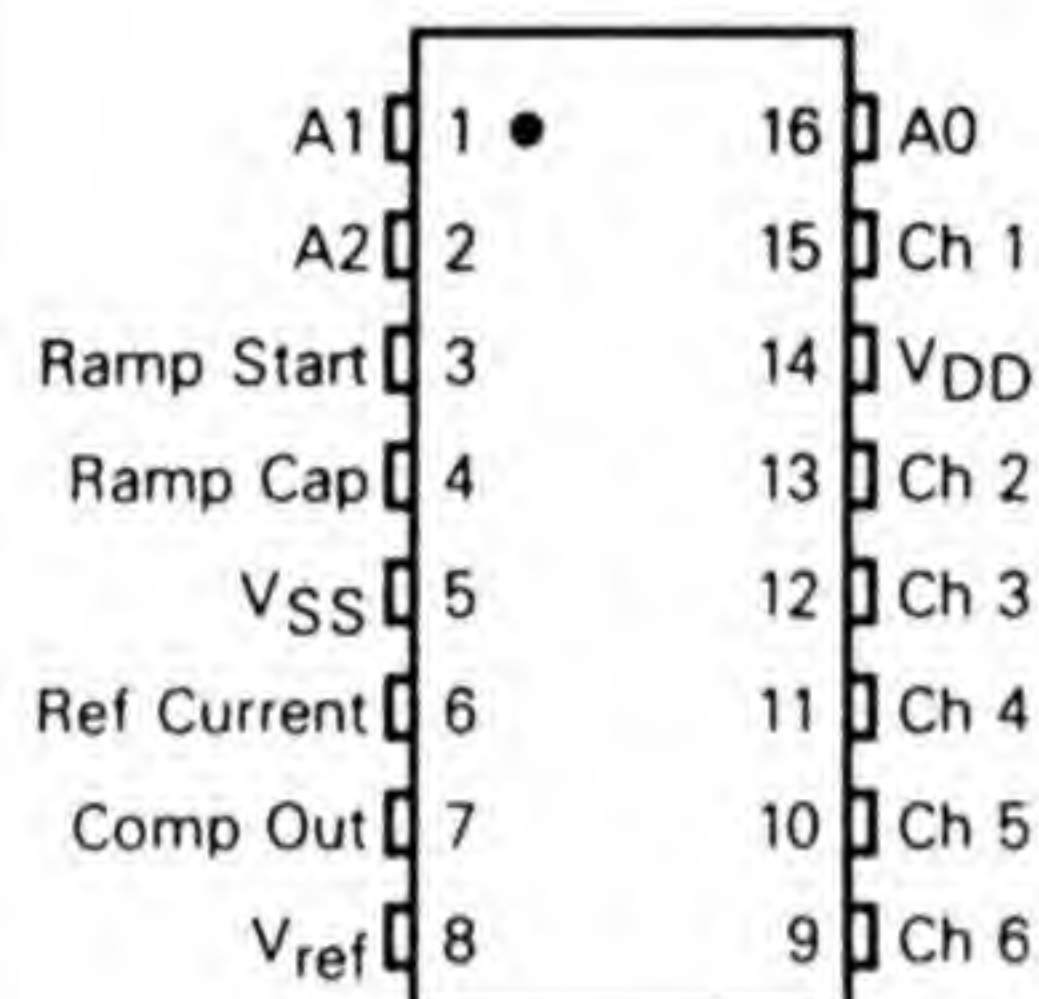 A1 1 16 A0
A2 2 15 Ch 1
Ramp Start 3 14 VDD
Ramp Cap 4 13 Ch 2
VSS 5 12 Ch 3
Ref Current 6 11 Ch 4
Comp Out 7 10 Ch 5
Vref 8 9 Ch 6